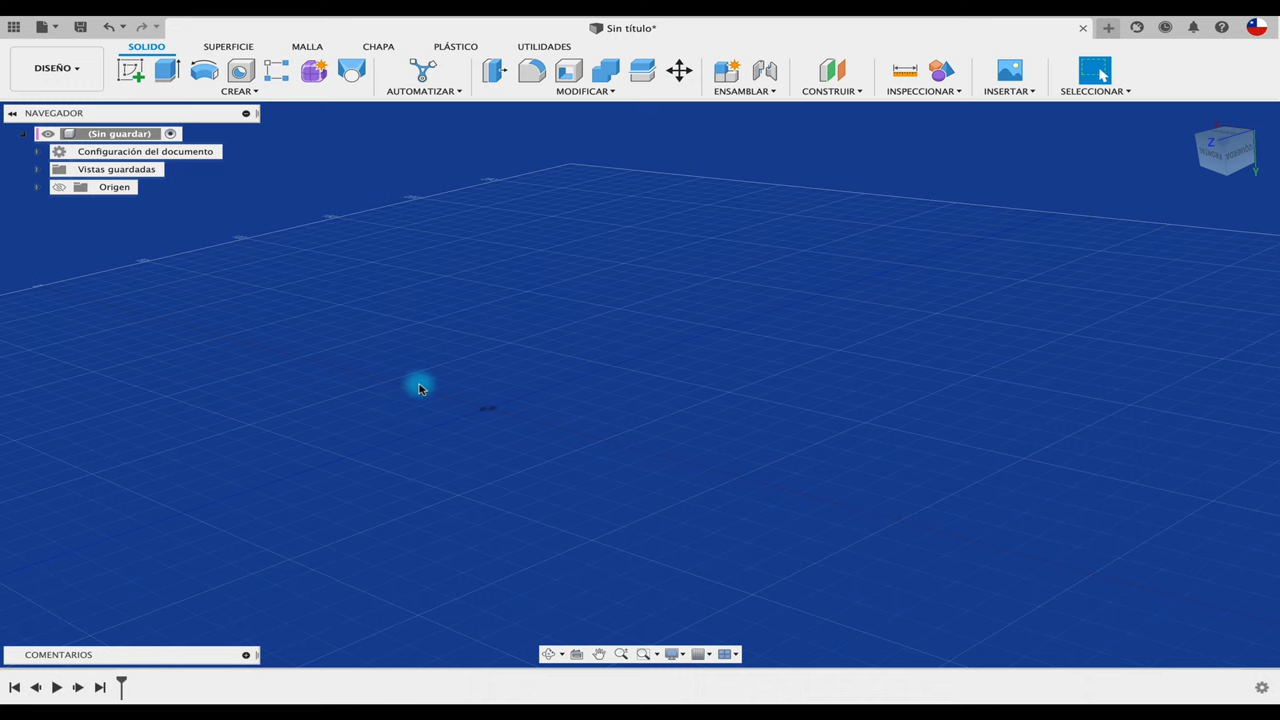 Sin título*
SOLIDO SUPERFICIE MALLA CHAPA PLÁSTICO UTILIDADES
DISEÑO
CREAR AUTOMATIZAR MODIFICAR ENSAMBLAR CONSTRUIR INSPECCIONAR INSERTAR SELECCIONAR
NAVEGADOR
(Sin guardar)
Configuración del documento
Vistas guardadas
Origen
Z
Y
COMENTARIOS